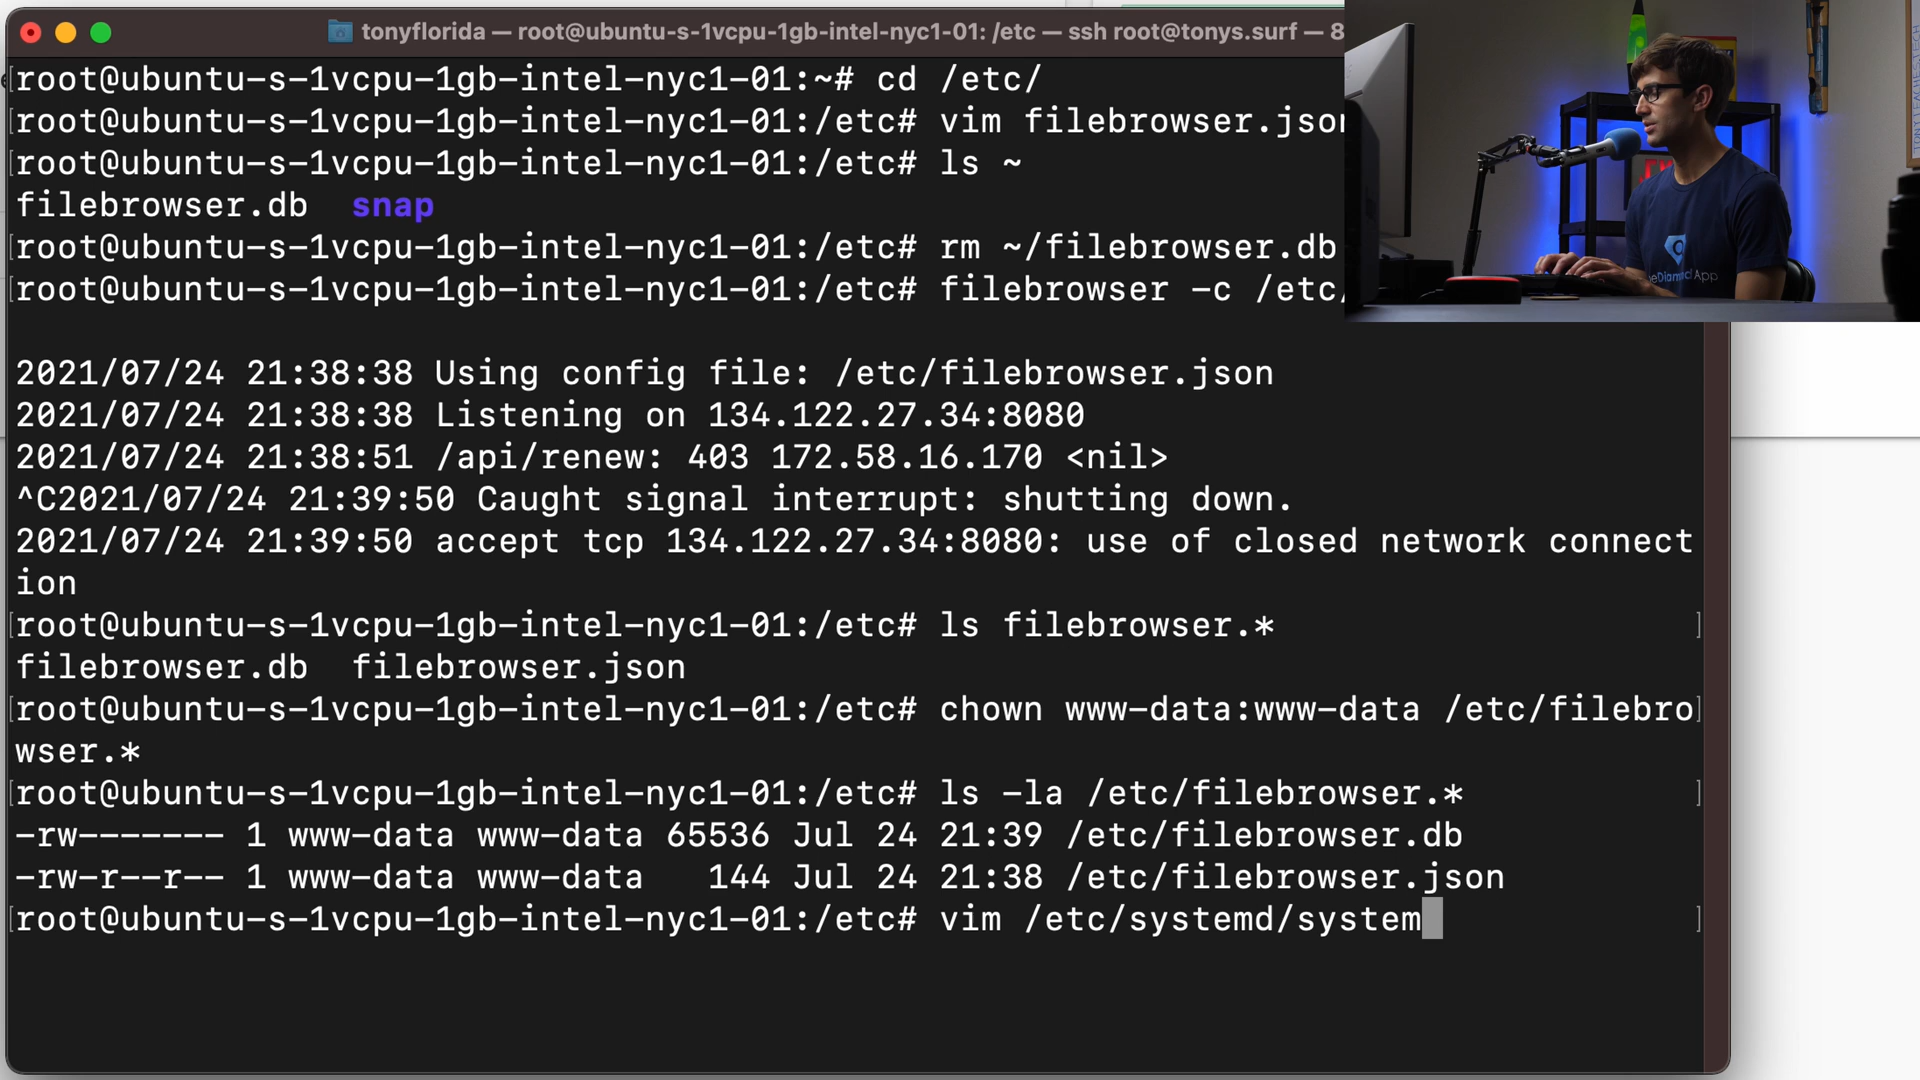 tonyflorida — root@ubuntu-s-1vcpu-1gb-intel-nyc1-01: /etc — ssh root@tonys.surf — 8
[root@ubuntu-s-1vcpu-1gb-intel-nyc1-01:~# cd /etc/
[root@ubuntu-s-1vcpu-1gb-intel-nyc1-01:/etc# vim filebrowser.json
[root@ubuntu-s-1vcpu-1gb-intel-nyc1-01:/etc# ls ~
filebrowser.db  snap
[root@ubuntu-s-1vcpu-1gb-intel-nyc1-01:/etc# rm ~/filebrowser.db
[root@ubuntu-s-1vcpu-1gb-intel-nyc1-01:/etc# filebrowser -c /etc/
2021/07/24 21:38:38 Using config file: /etc/filebrowser.json
2021/07/24 21:38:38 Listening on 134.122.27.34:8080
2021/07/24 21:38:51 /api/renew: 403 172.58.16.170 <nil>
^C2021/07/24 21:39:50 Caught signal interrupt: shutting down.
2021/07/24 21:39:50 accept tcp 134.122.27.34:8080: use of closed network connect
ion
[root@ubuntu-s-1vcpu-1gb-intel-nyc1-01:/etc# ls filebrowser.* ]
filebrowser.db  filebrowser.json
[root@ubuntu-s-1vcpu-1gb-intel-nyc1-01:/etc# chown www-data:www-data /etc/filebro]
wser.*
[root@ubuntu-s-1vcpu-1gb-intel-nyc1-01:/etc# ls -la /etc/filebrowser.* ]
-rw------- 1 www-data www-data 65536 Jul 24 21:39 /etc/filebrowser.db
-rw-r--r-- 1 www-data www-data   144 Jul 24 21:38 /etc/filebrowser.json
[root@ubuntu-s-1vcpu-1gb-intel-nyc1-01:/etc# vim /etc/systemd/system ]